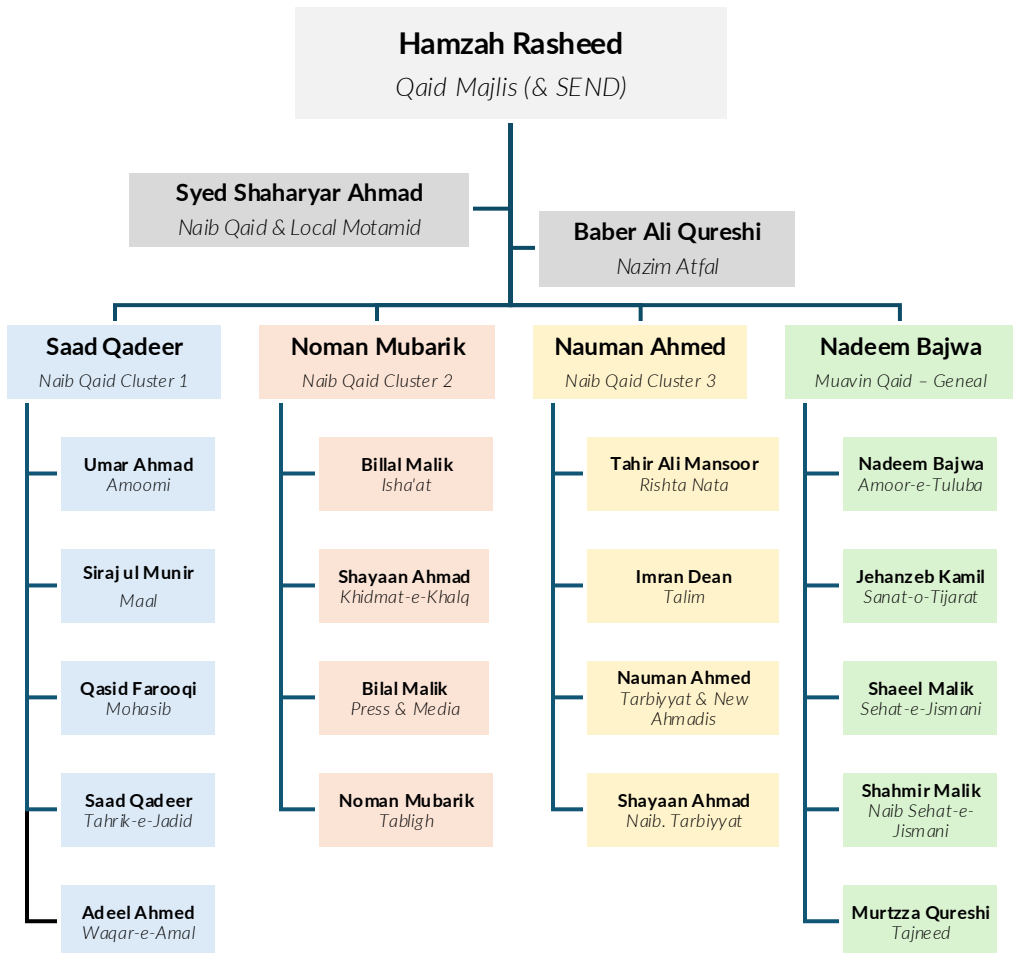 Hamzah Rasheed
Qaid Majlis (& SEND)
Syed Shaharyar Ahmad
Naib Qaid & Local Motamid
Baber Ali Qureshi
Nazim Atfal
Saad Qadeer
Naib Qaid Cluster 1
Umar Ahmad
Amoomi
Siraj ul Munir
Maal
Qasid Farooqi
Mohasib
Saad Qadeer
Tahrik-e-Jadid
Adeel Ahmed
Waqar-e-Amal
Noman Mubarik
Naib Qaid Cluster 2
Billal Malik
Isha'at
Shayaan Ahmad
Khidmat-e-Khalq
Bilal Malik
Press & Media
Noman Mubarik
Tabligh
Nauman Ahmed
Naib Qaid Cluster 3
Tahir Ali Mansoor
Rishta Nata
Imran Dean
Talim
Nauman Ahmed
Tarbiyyat & New
Ahmadis
Shayaan Ahmad
Naib. Tarbiyyat
Nadeem Bajwa
Muavin Qaid – Geneal
Nadeem Bajwa
Amoor-e-Tuluba
Jehanzeb Kamil
Sanat-o-Tijarat
Shaeel Malik
Sehat-e-Jismani
Shahmir Malik
Naib Sehat-e-
Jismani
Murtzza Qureshi
Tajneed